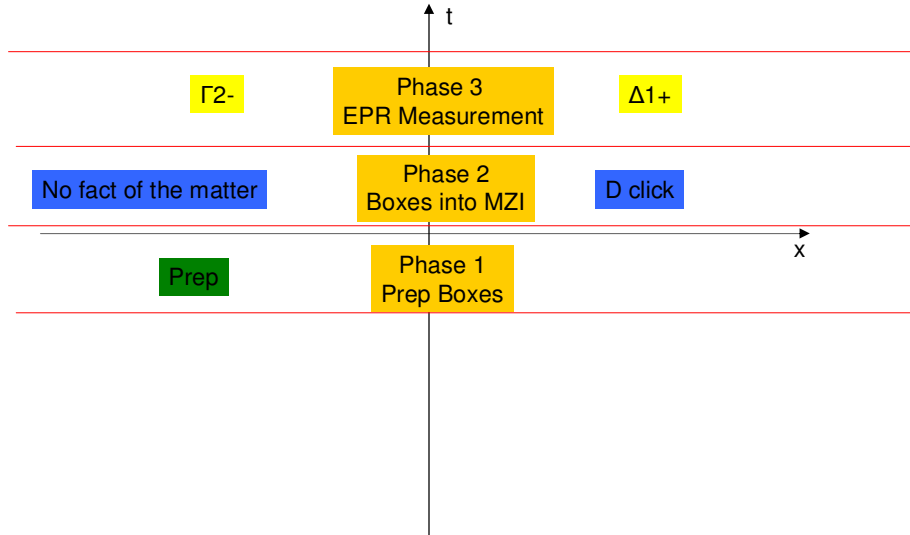 t
Γ2-
Phase 3
EPR Measurement
Δ1+
No fact of the matter
Phase 2
Boxes into MZI
D click
x
Prep
Phase 1
Prep Boxes